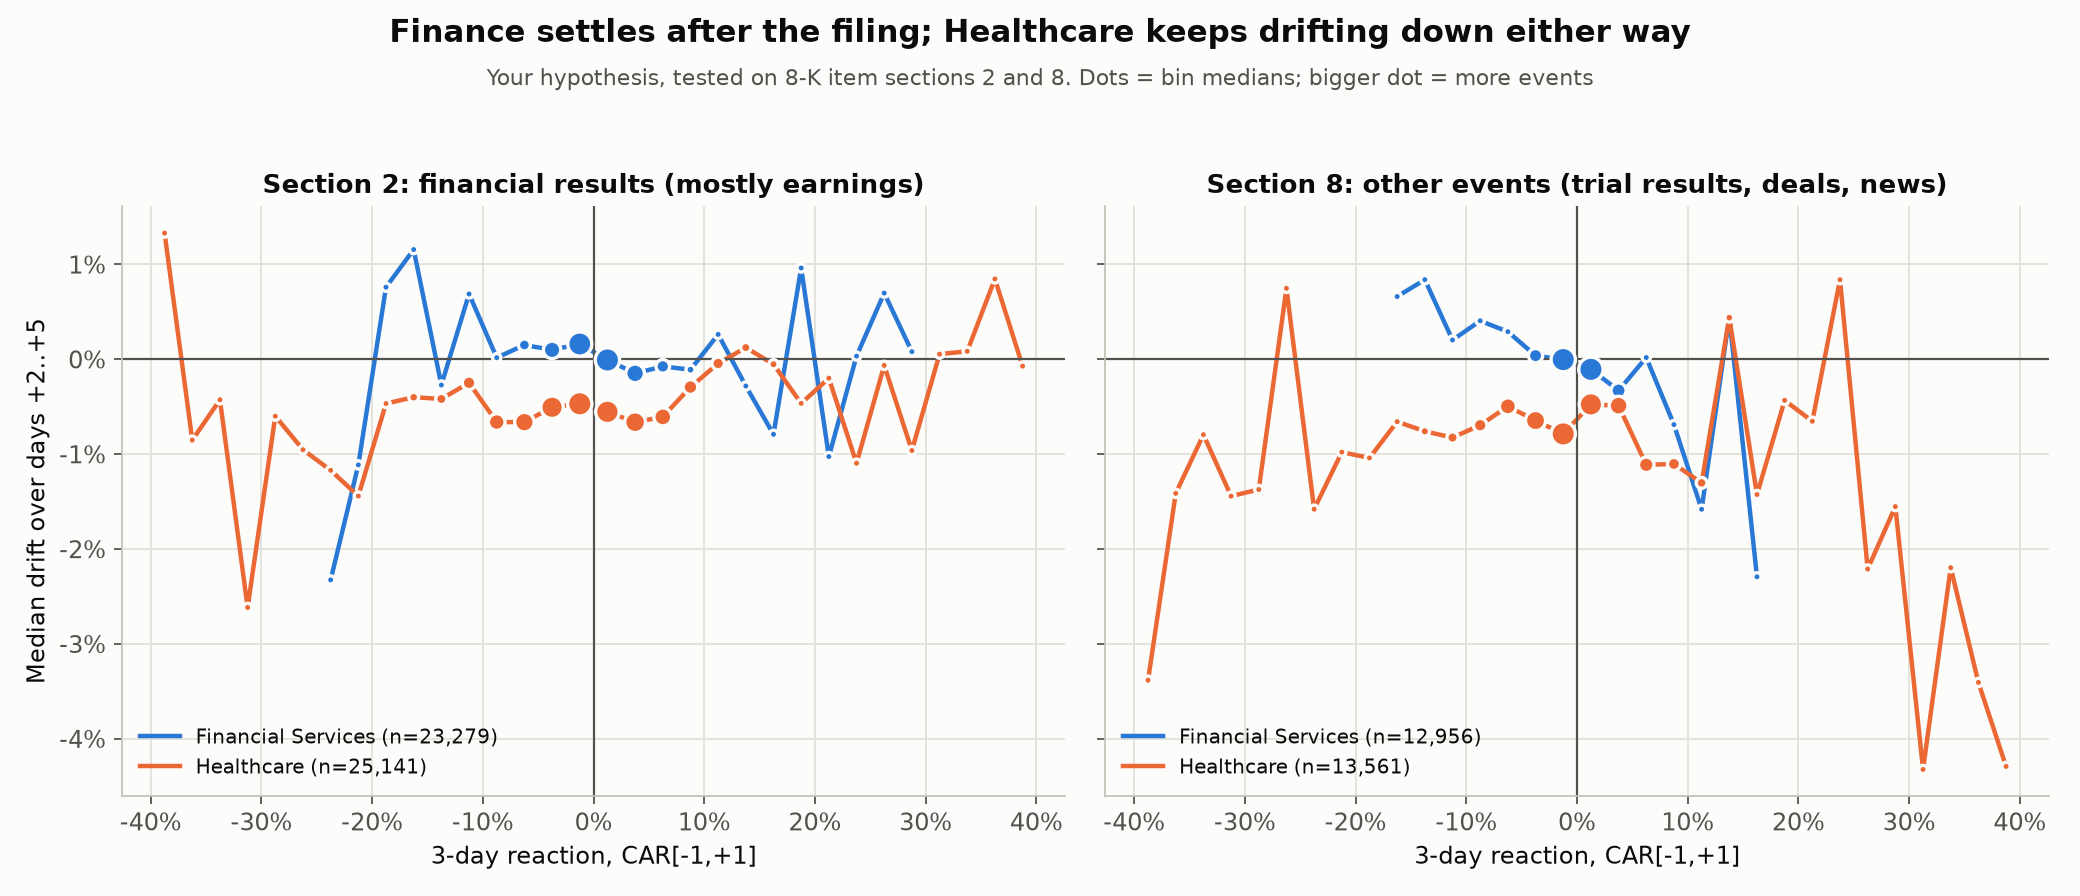 Finance settles after the filing; Healthcare keeps drifting down either way
Your hypothesis, tested on 8-K item sections 2 and 8. Dots = bin medians; bigger dot = more events
Section 2: financial results (mostly earnings)
Median drift over days +2..+5
1%
0%
-1%
-2%
-3%
-4%
Financial Services (n=23,279)
Healthcare (n=25,141)
-40% -30% -20% -10% 0% 10% 20% 30% 40%
3-day reaction, CAR[-1,+1]
Section 8: other events (trial results, deals, news)
Financial Services (n=12,956)
Healthcare (n=13,561)
-40% -30% -20% -10% 0% 10% 20% 30% 40%
3-day reaction, CAR[-1,+1]